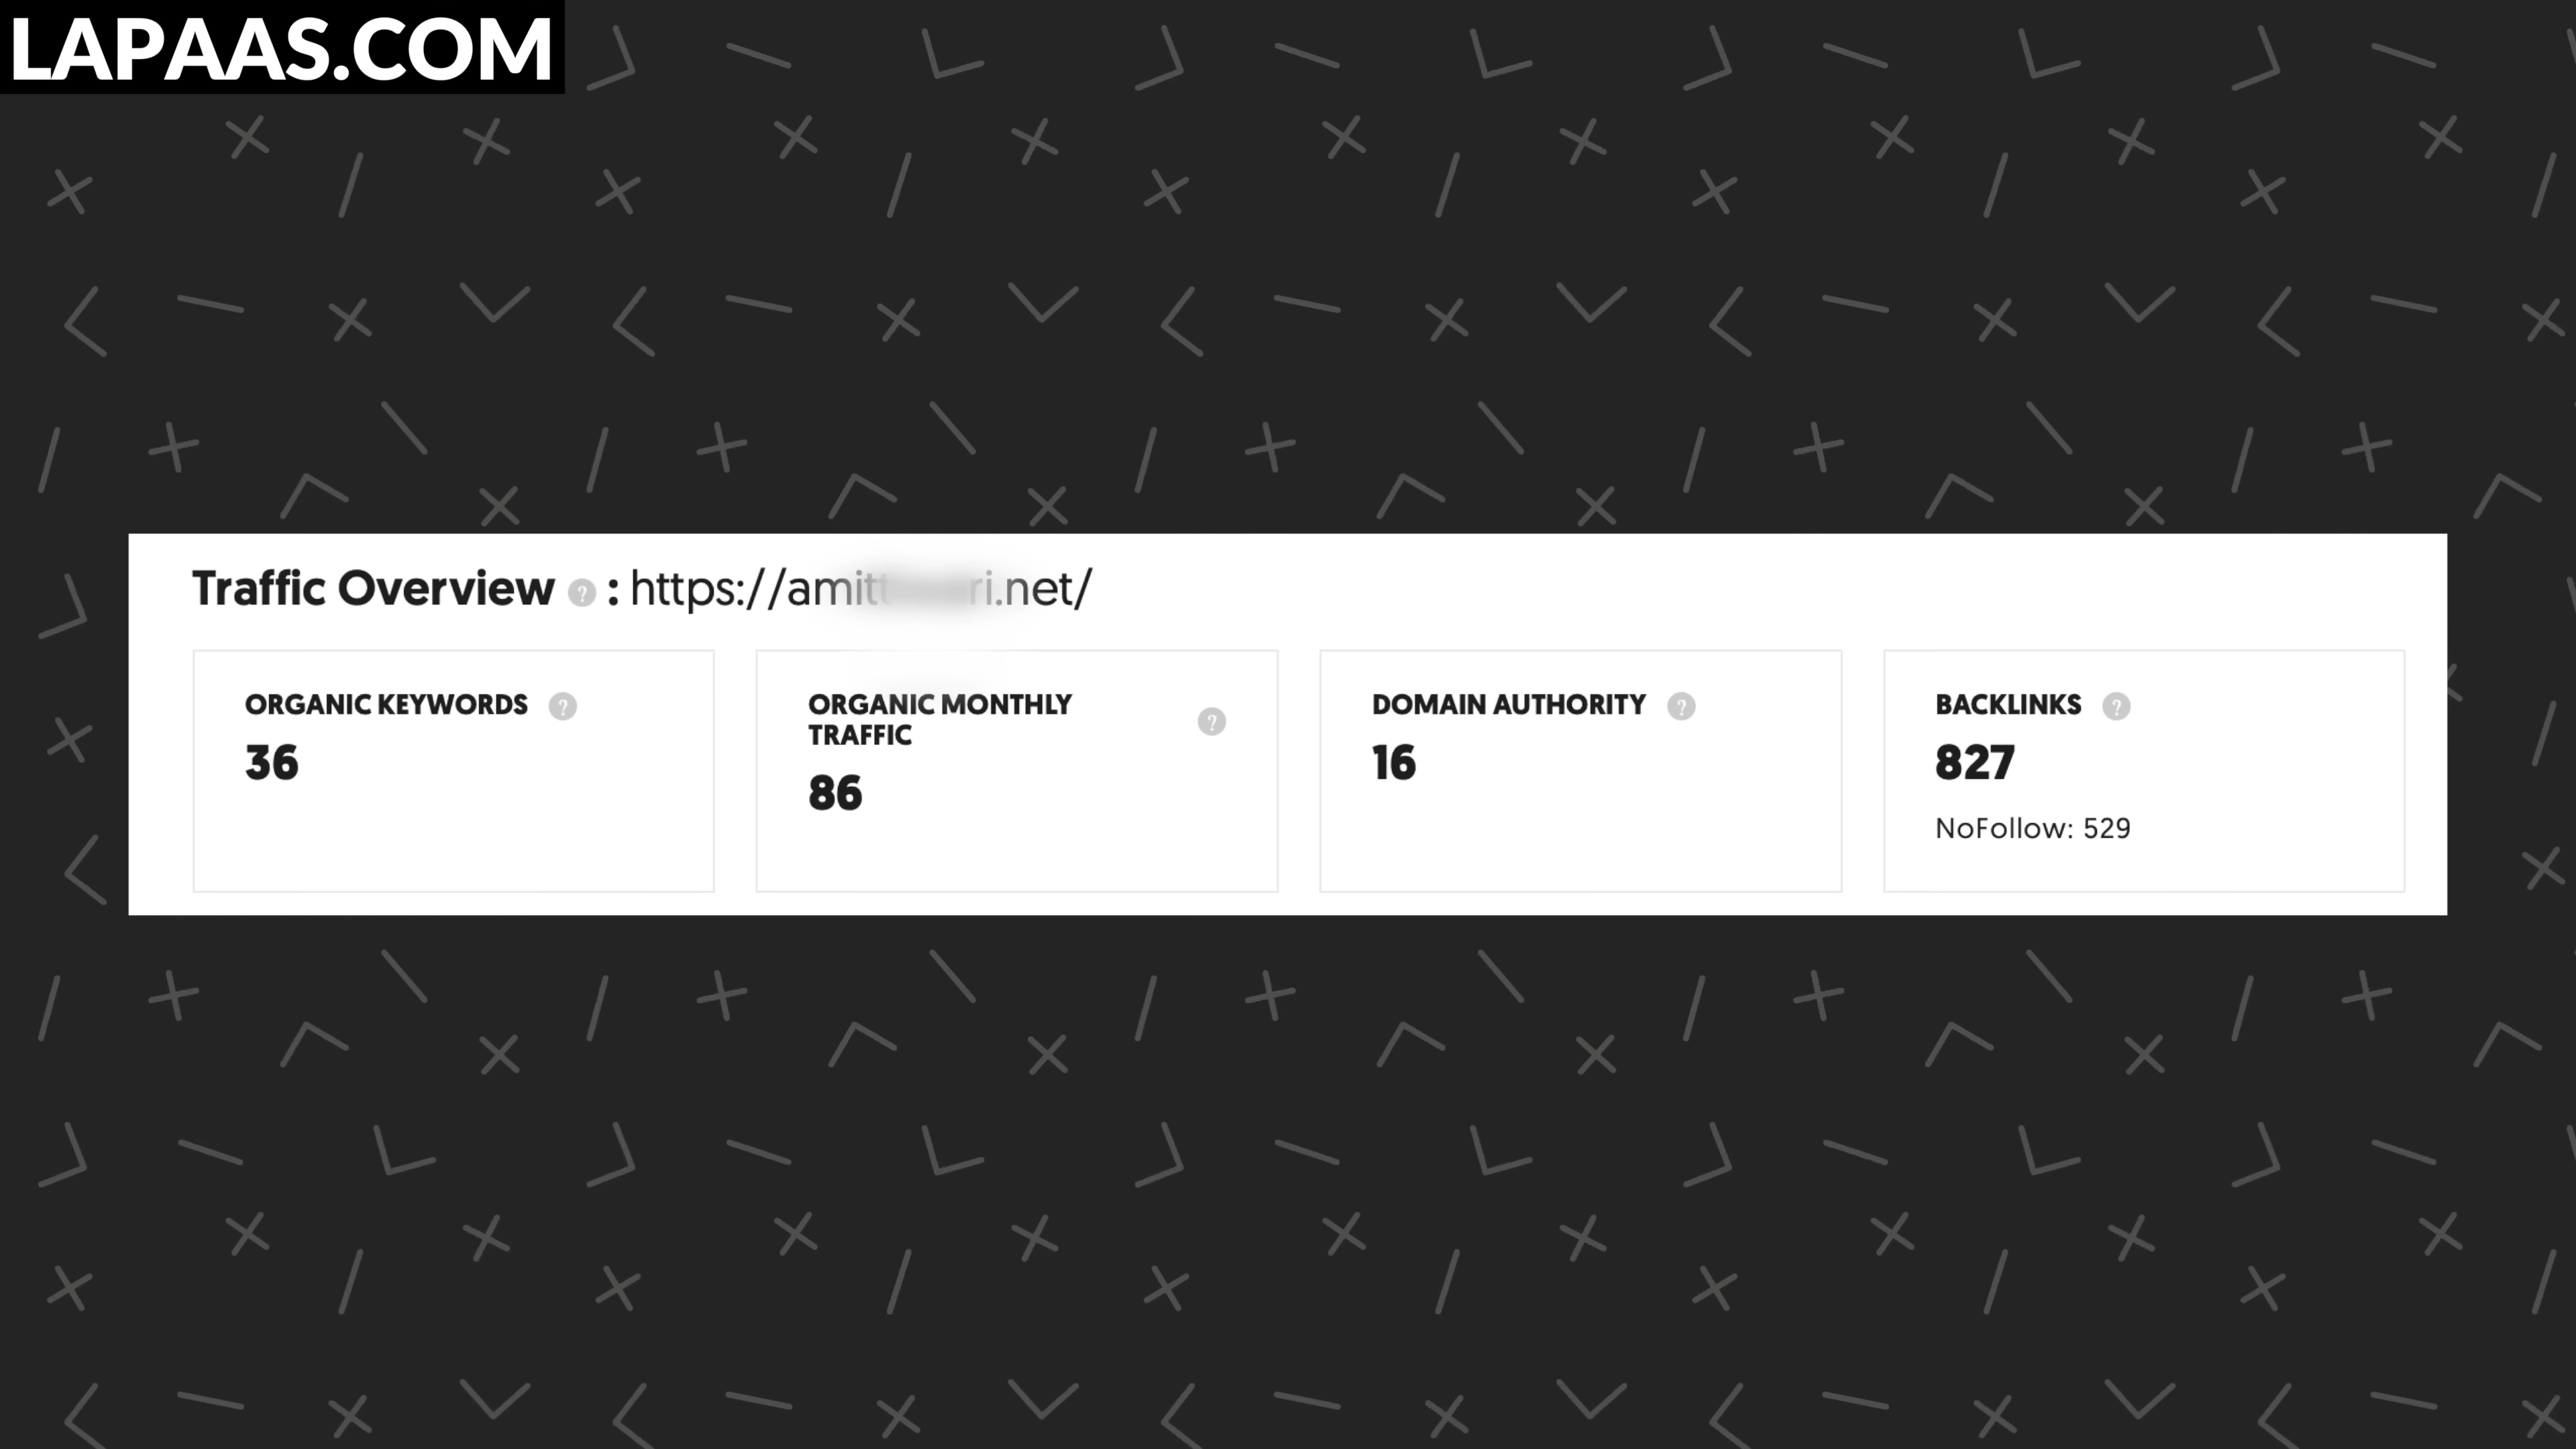 LAPAAS.COM
Traffic Overview ? : https://amit ri.net/
ORGANIC KEYWORDS ?
36
ORGANIC MONTHLY
TRAFFIC ?
86
DOMAIN AUTHORITY ?
16
BACKLINKS ?
827
NoFollow: 529